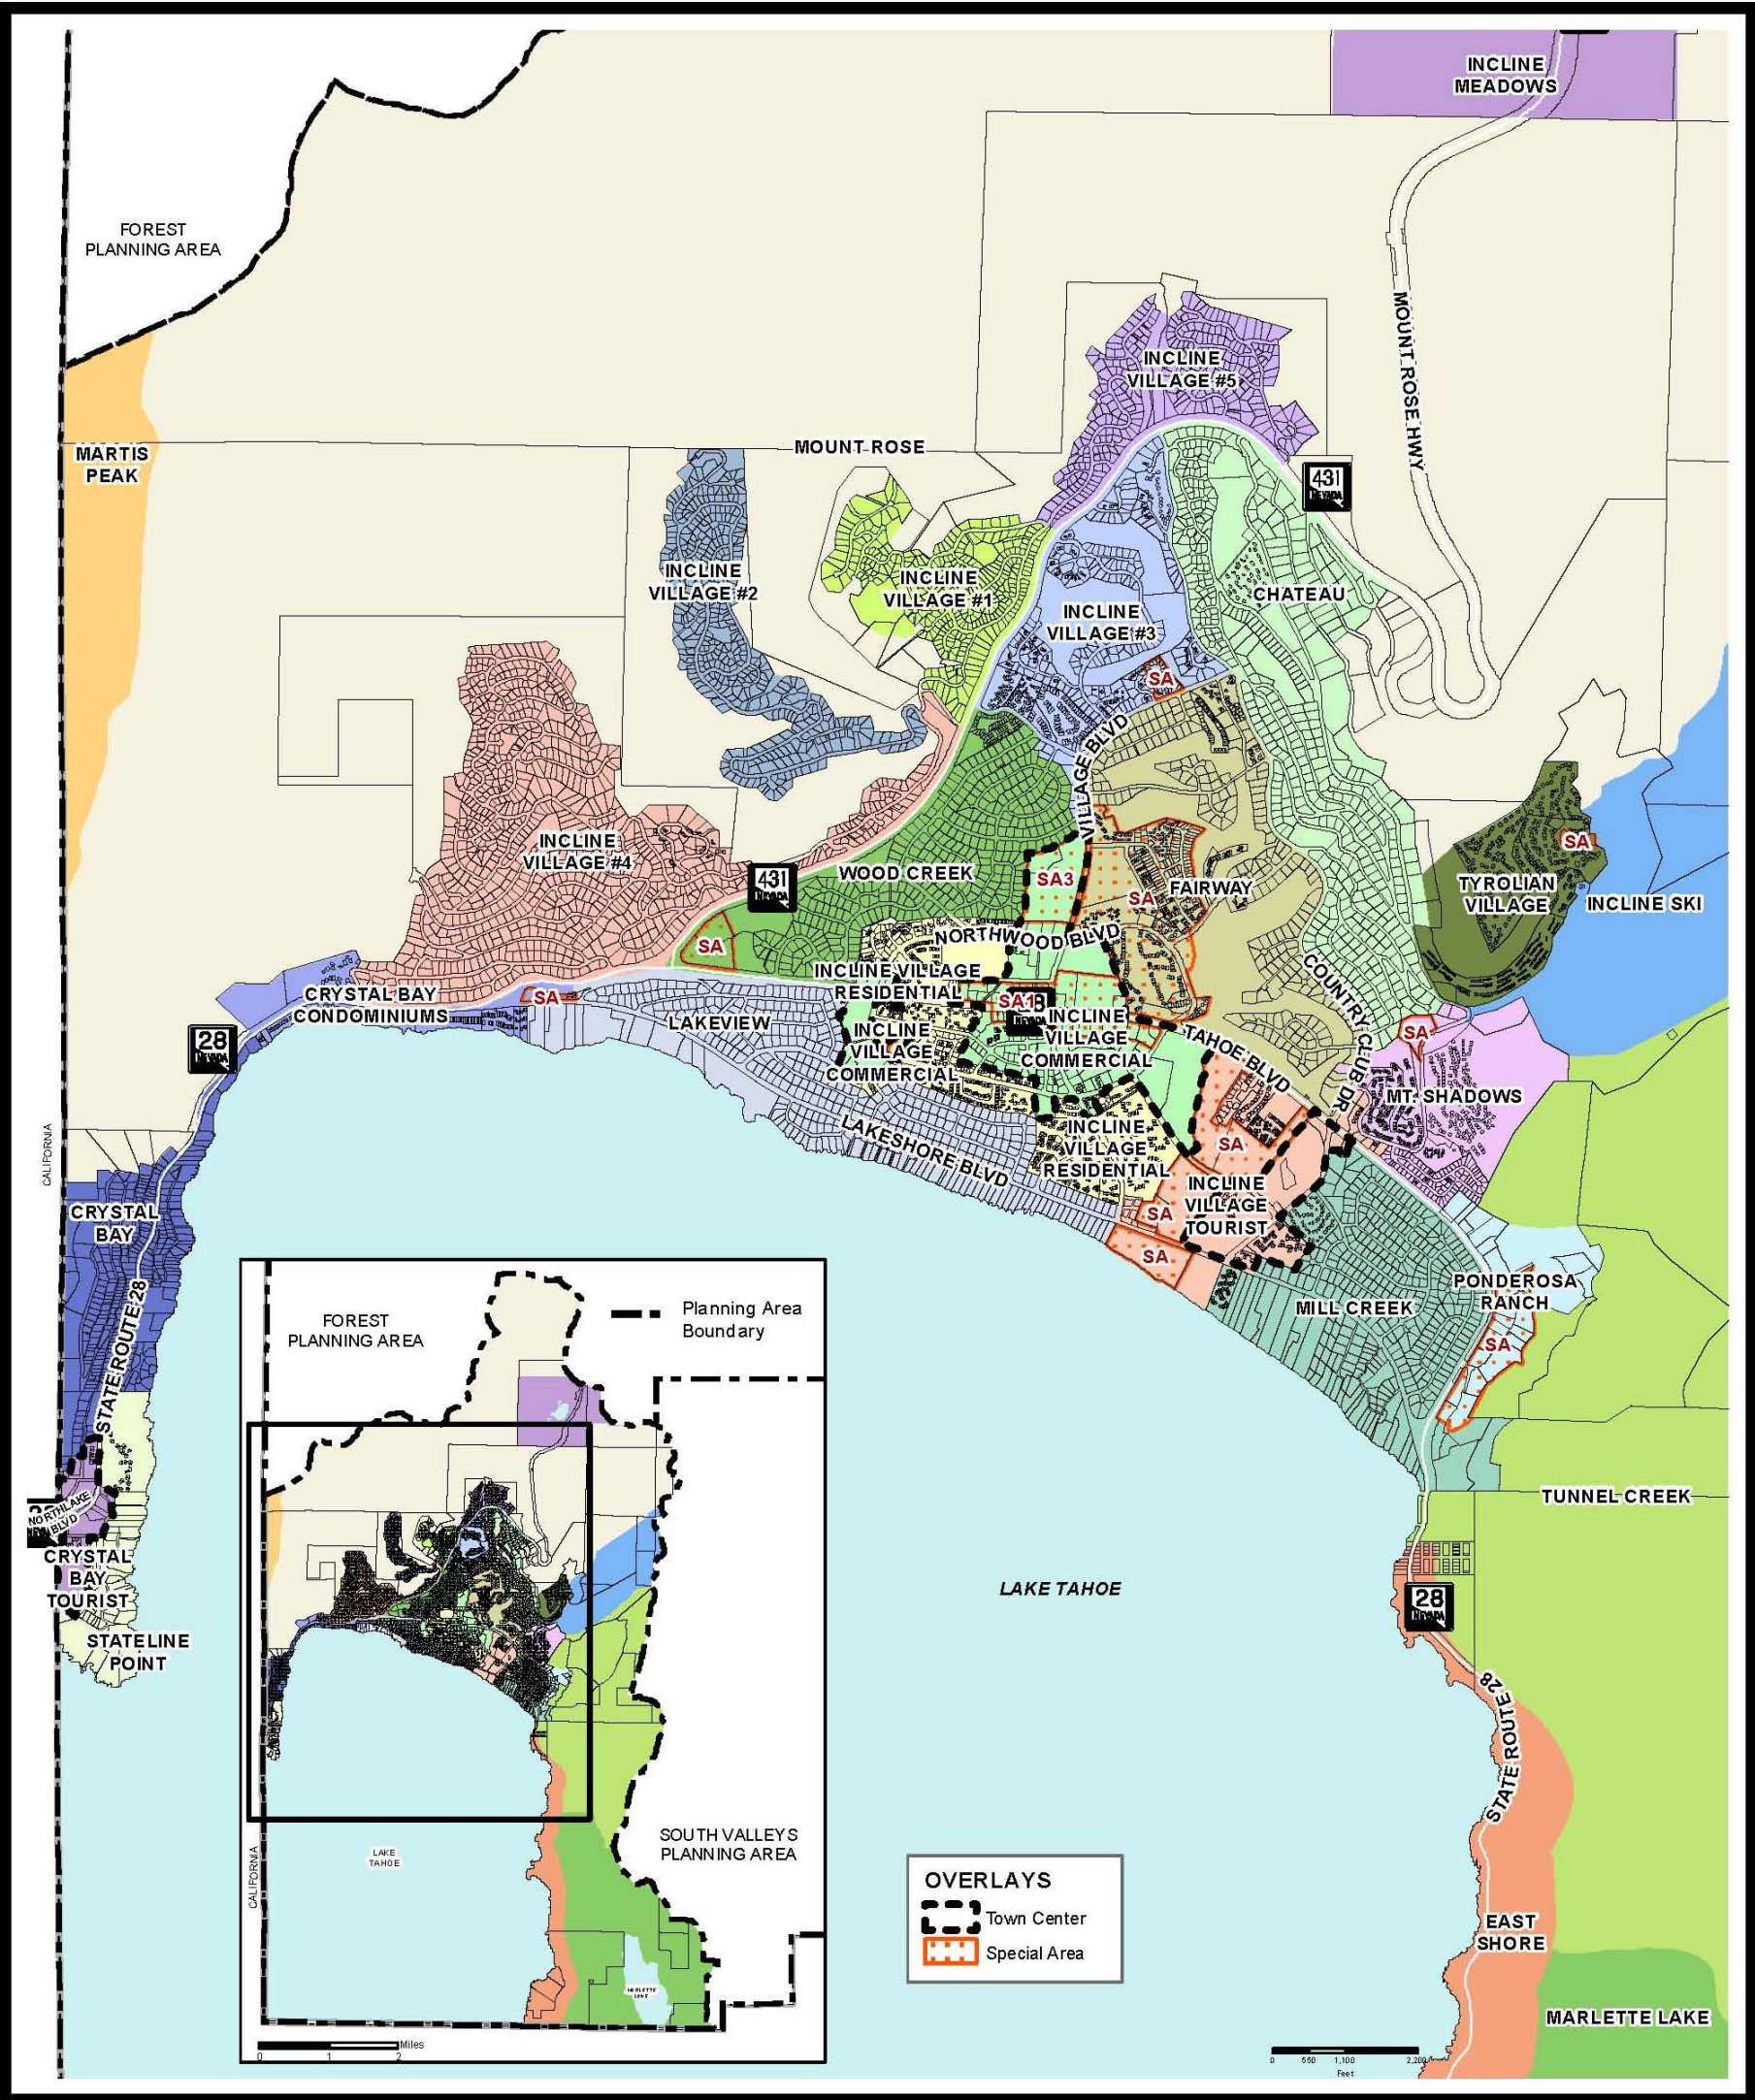 INCLINE
MEADOWS
FOREST
PLANNING AREA
MOUNT ROSE HWY
INCLINE
VILLAGE #5
MARTIS
PEAK
MOUNT ROSE
431
NEVADA
INCLINE
VILLAGE #2
INCLINE
VILLAGE #1
INCLINE
VILLAGE #3
CHATEAU
SA
VILLAGE BLVD
INCLINE
VILLAGE #4
431
NEVADA
WOOD CREEK
SA3
SA
FAIRWAY
SA
TYROLIAN
VILLAGE
INCLINE SKI
SA
NORTHWOOD BLVD
INCLINE VILLAGE
RESIDENTIAL
COUNTRY CLUB DR
CRYSTAL BAY
CONDOMINIUMS
SA
LAKEVIEW
SA1
INCLINE
VILLAGE
COMMERCIAL
INCLINE
VILLAGE
COMMERCIAL
TAHOE BLVD
SA
28
NEVADA
MT. SHADOWS
CALIFORNIA
LAKESHORE BLVD
INCLINE
VILLAGE
RESIDENTIAL
SA
INCLINE
VILLAGE
TOURIST
SA
SA
CRYSTAL
BAY
STATE ROUTE 28
PONDEROSA
RANCH
MILL CREEK
SA
TUNNEL CREEK
NORTHLAKE
BLVD
CRYSTAL
BAY
TOURIST
STATELINE
POINT
LAKE TAHOE
28
NEVADA
STATE ROUTE 28
EAST
SHORE
MARLETTE LAKE
FOREST
PLANNING AREA
Planning Area
Boundary
SOUTH VALLEYS
PLANNING AREA
LAKE
TAHOE
CALIFORNIA
MARLETTE
LAKE
Miles
0 1 2
OVERLAYS
Town Center
Special Area
0 550 1,100 2,200
Feet